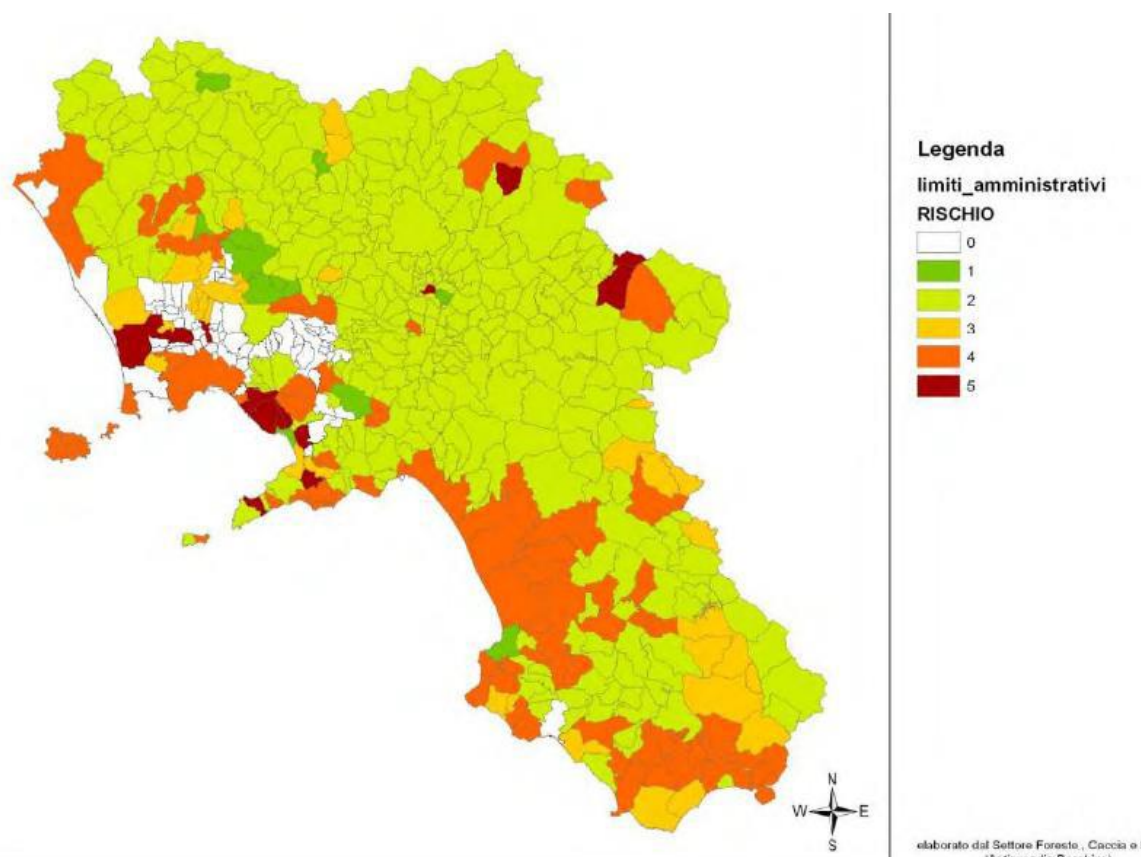 Legenda
limiti_amministrativi
RISCHIO
0
1
2
3
4
5
N
W E
S
elaborato dal Settore Foreste, Caccia e